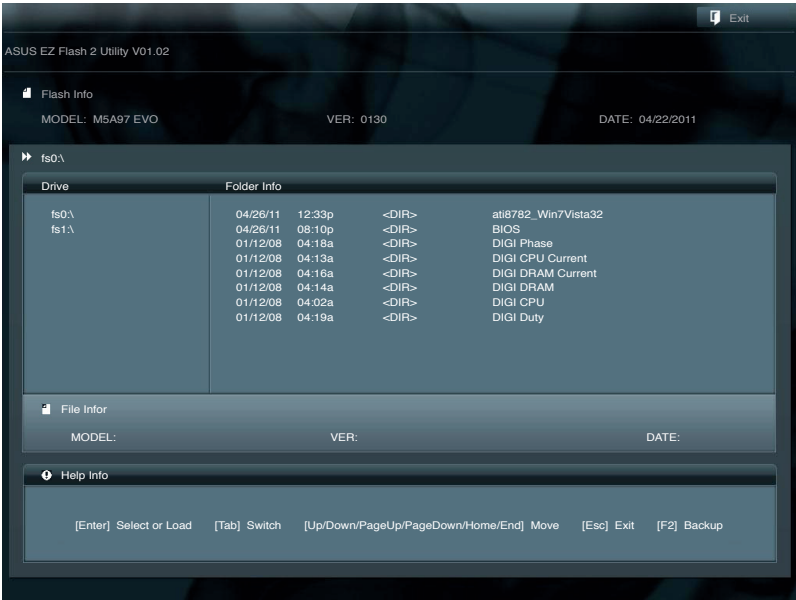 Exit
ASUS EZ Flash 2 Utility V01.02
Flash Info
MODEL: M5A97 EVO VER: 0130 DATE: 04/22/2011
fs0:\
Drive Folder Info
fs0:\ 04/26/11 12:33p <DIR> ati8782_Win7Vista32
fs1:\ 04/26/11 08:10p <DIR> BIOS
01/12/08 04:18a <DIR> DIGI Phase
01/12/08 04:13a <DIR> DIGI CPU Current
01/12/08 04:16a <DIR> DIGI DRAM Current
01/12/08 04:14a <DIR> DIGI DRAM
01/12/08 04:02a <DIR> DIGI CPU
01/12/08 04:19a <DIR> DIGI Duty
File Infor
MODEL: VER: DATE:
Help Info
[Enter] Select or Load [Tab] Switch [Up/Down/PageUp/PageDown/Home/End] Move [Esc] Exit [F2] Backup